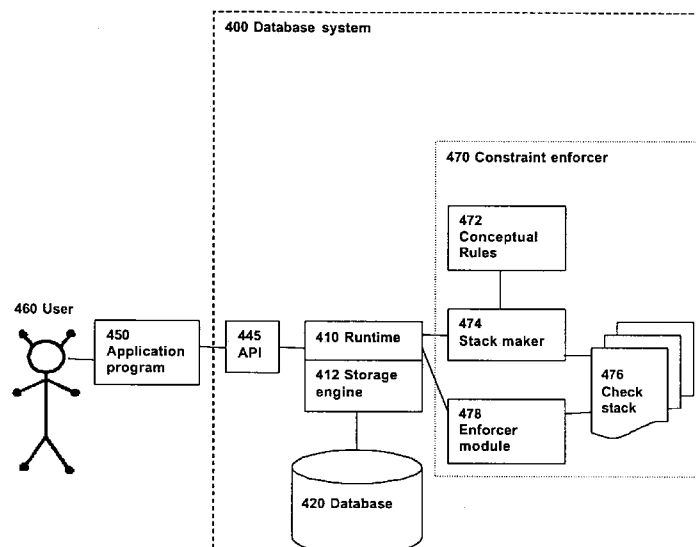 400 Database system
470 Constraint enforcer
472
Conceptual
Rules
460 User
450
Application
program
445
API
410 Runtime
412 Storage
engine
474
Stack maker
476
Check
stack
478
Enforcer
module
420 Database